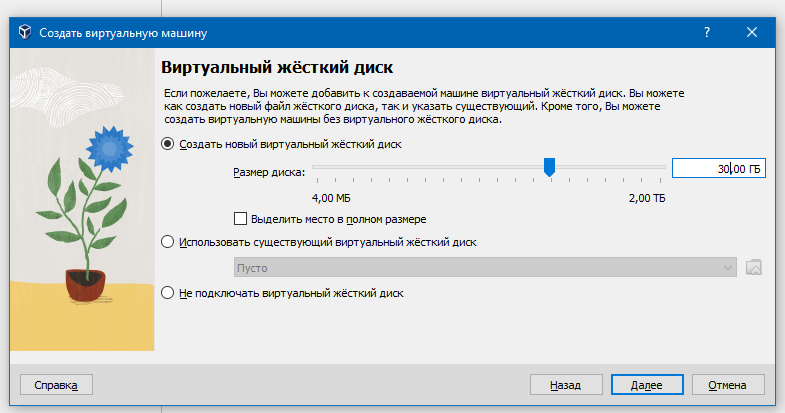 Создать виртуальную машину
Виртуальный жёсткий диск
Если пожелаете, Вы можете добавить к создаваемой машине виртуальный жёсткий диск. Вы можете
как создать новый файл жёсткого диска, так и указать существующий. Кроме того, Вы можете
создать виртуальную машины без виртуального жёсткого диска.
Создать новый виртуальный жёсткий диск
Размер диска:
30,00 ГБ
4,00 МБ
2,00 ТБ
Выделить место в полном размере
Использовать существующий виртуальный жёсткий диск
Пусто
Не подключать виртуальный жёсткий диск
Справка
Назад
Далее
Отмена